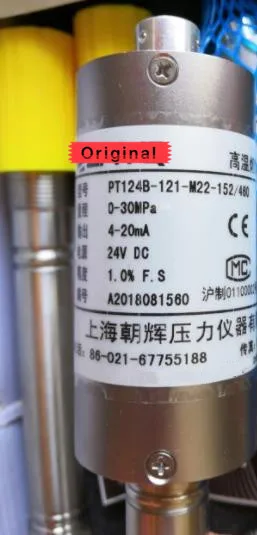 Original
高温
型号 PT124B-121-M22-152/460
量程 0-30MPa
输出 4-20mA
CE
电源 24V DC
精度 1.0% F.S
MC
编号 A2018081560
沪制0110000
上海朝辉压力仪器有
86-021-67755188
传真